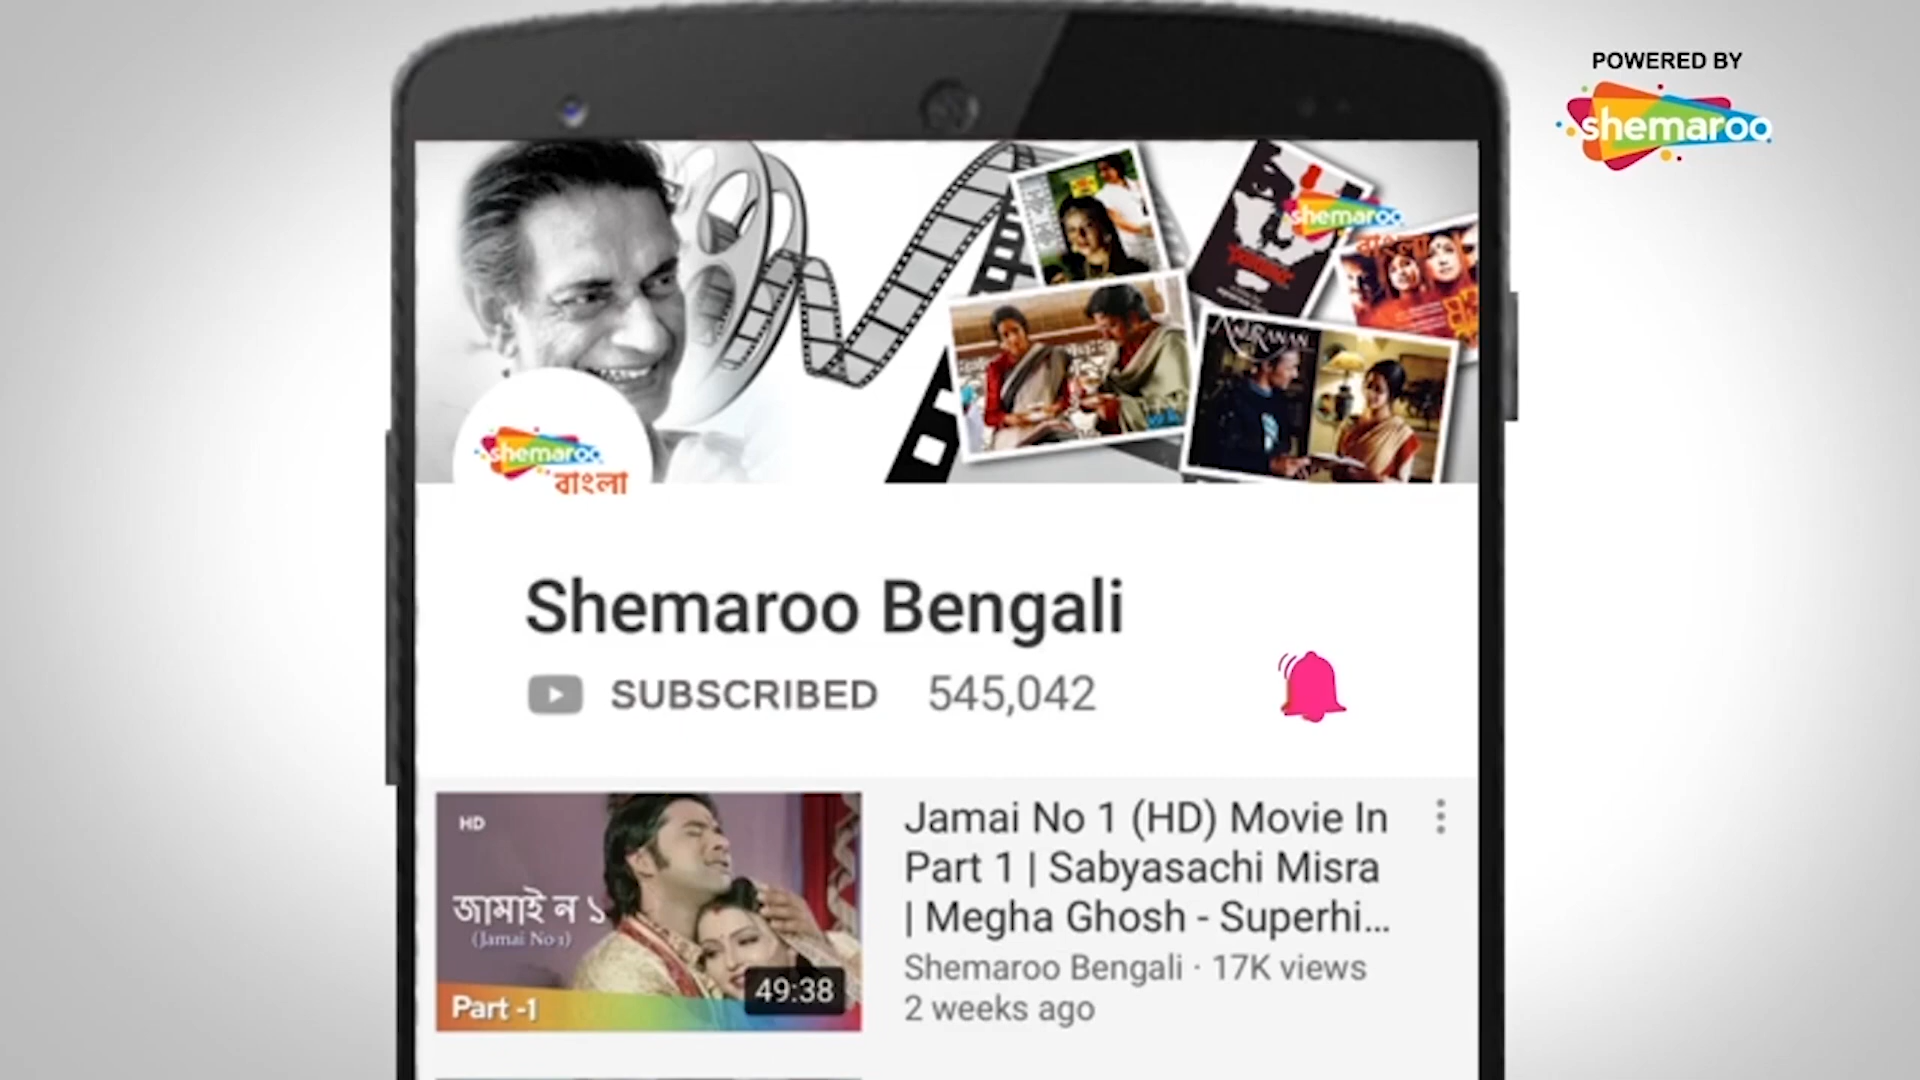 POWERED BY
shemaroo
shemaroo
বাংলা
shemaroo
বাংলা
Shemaroo Bengali
SUBSCRIBED 545,042
HD
জামাই ন ১
(Jamai No 1)
Part -1
49:38
Jamai No 1 (HD) Movie In
Part 1 | Sabyasachi Misra
| Megha Ghosh - Superhi...
Shemaroo Bengali · 17K views
2 weeks ago